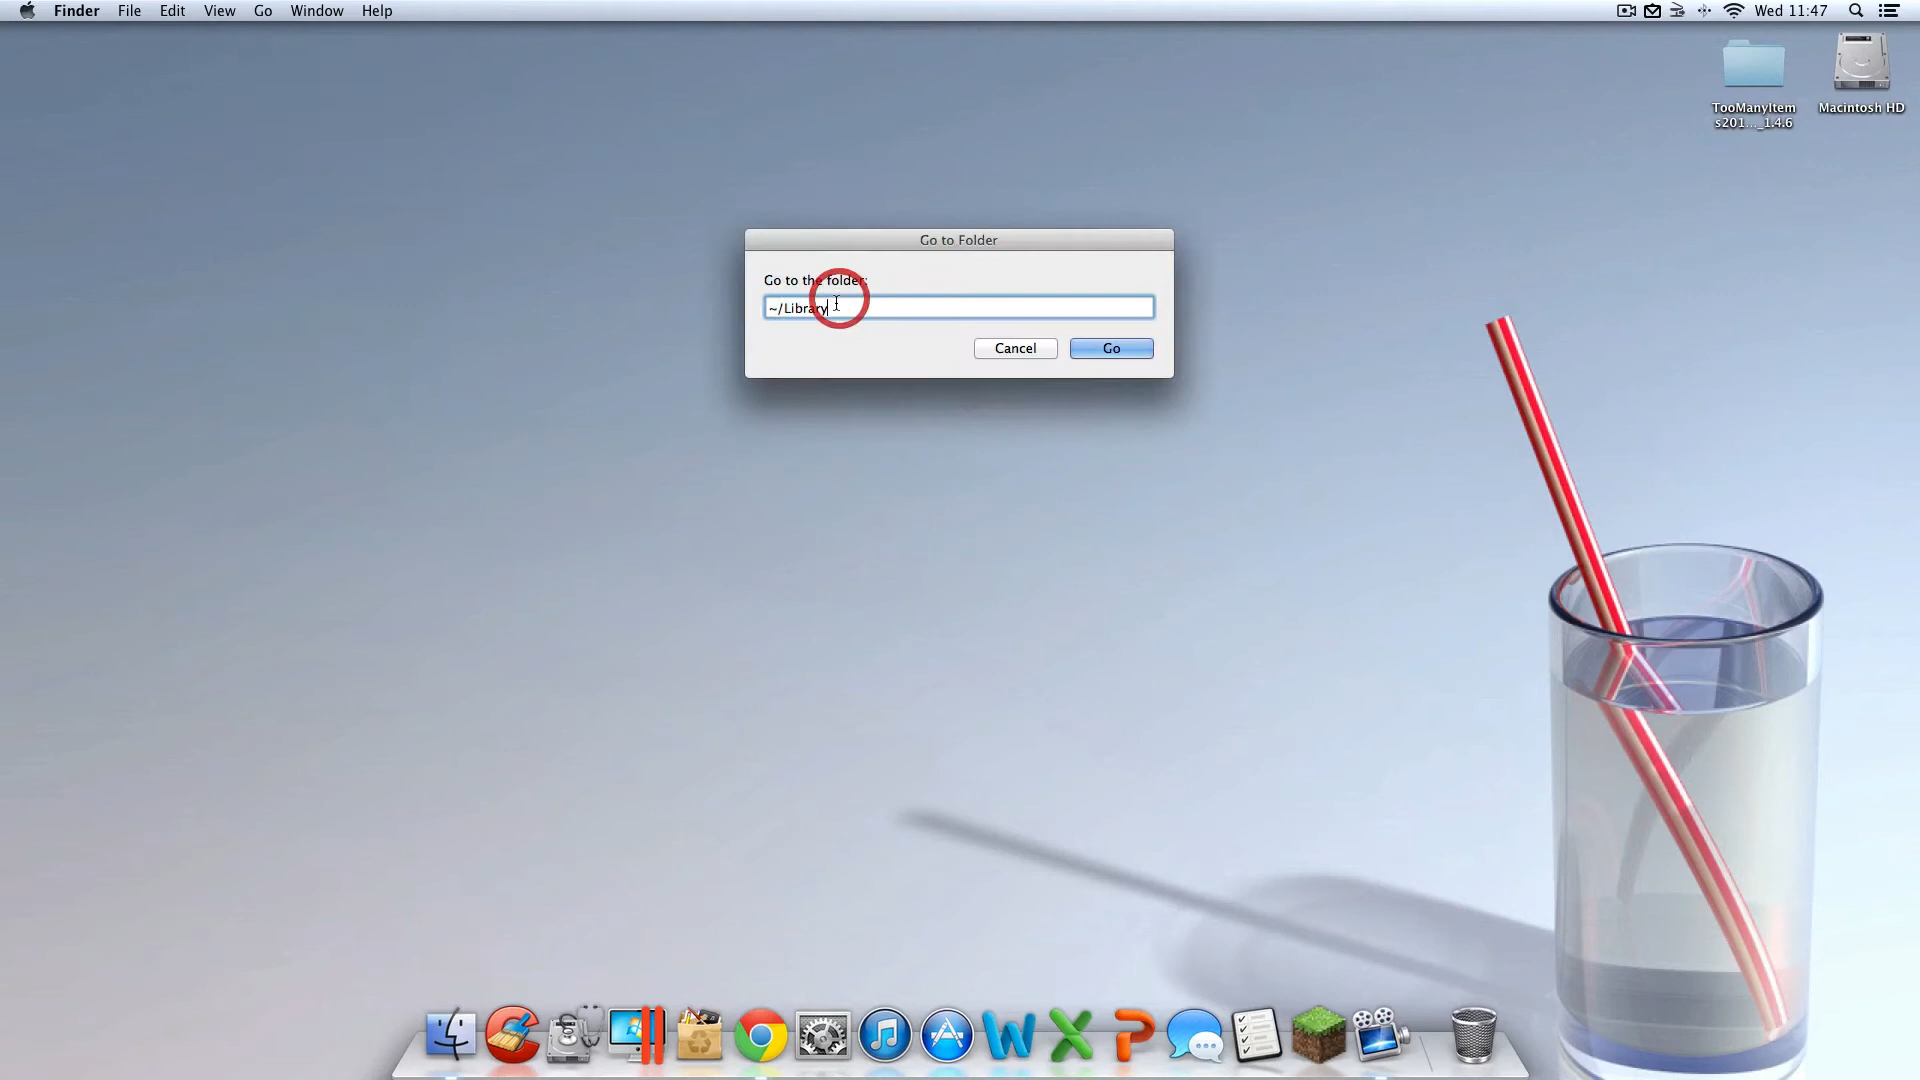 Finder File Edit View Go Window Help
Wed 11:47
TooManyItem
s201..._1.4.6
Macintosh HD
Go to Folder
Go to the folder:
~/Library
Cancel
Go